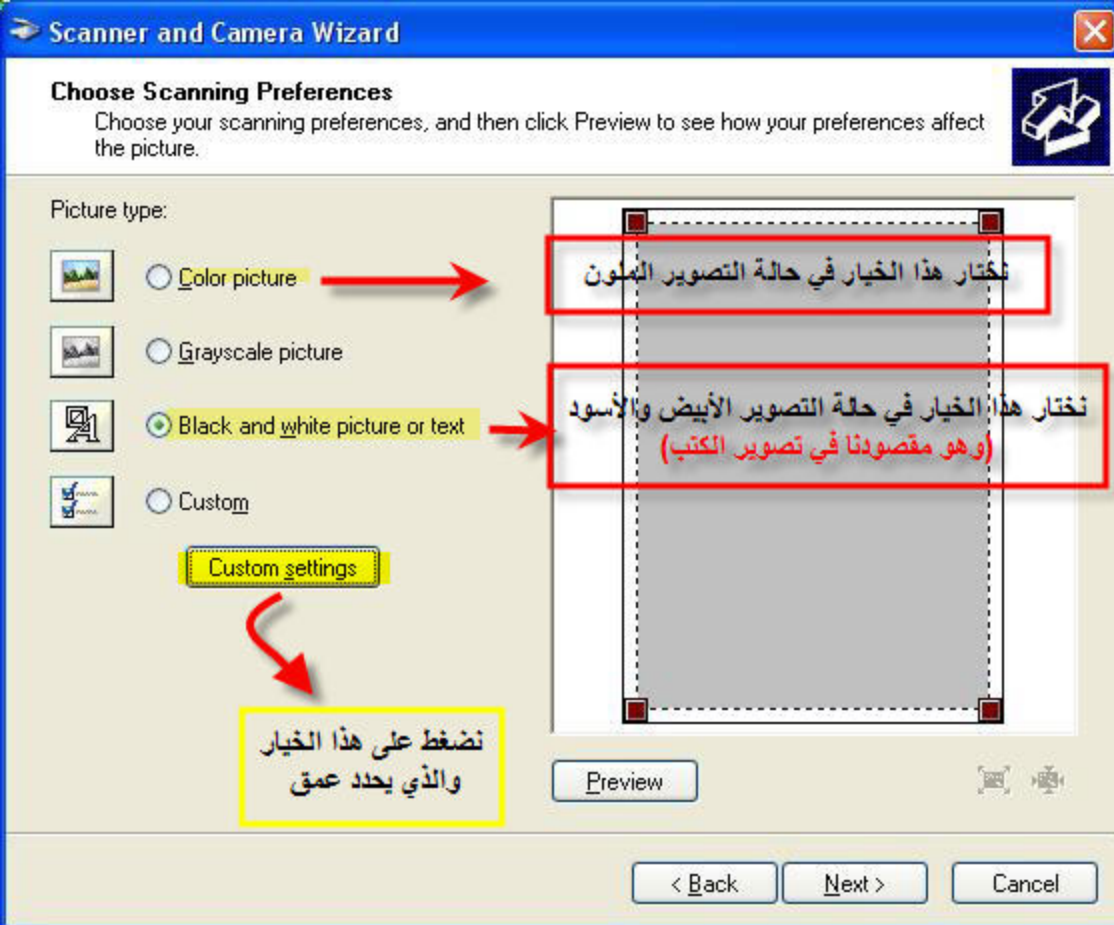 Scanner and Camera Wizard
Choose Scanning Preferences
Choose your scanning preferences, and then click Preview to see how your preferences affect
the picture.
Picture type:
Color picture
نختار هذا الخيار في حالة التصوير الملون
Grayscale picture
Black and white picture or text
نختار هذا الخيار في حالة التصوير الأبيض والأسود
(وهو مقصودنا في تصوير الكتب)
Custom
Custom settings
نضغط على هذا الخيار
والذي يحدد عمق
Preview
< Back
Next >
Cancel